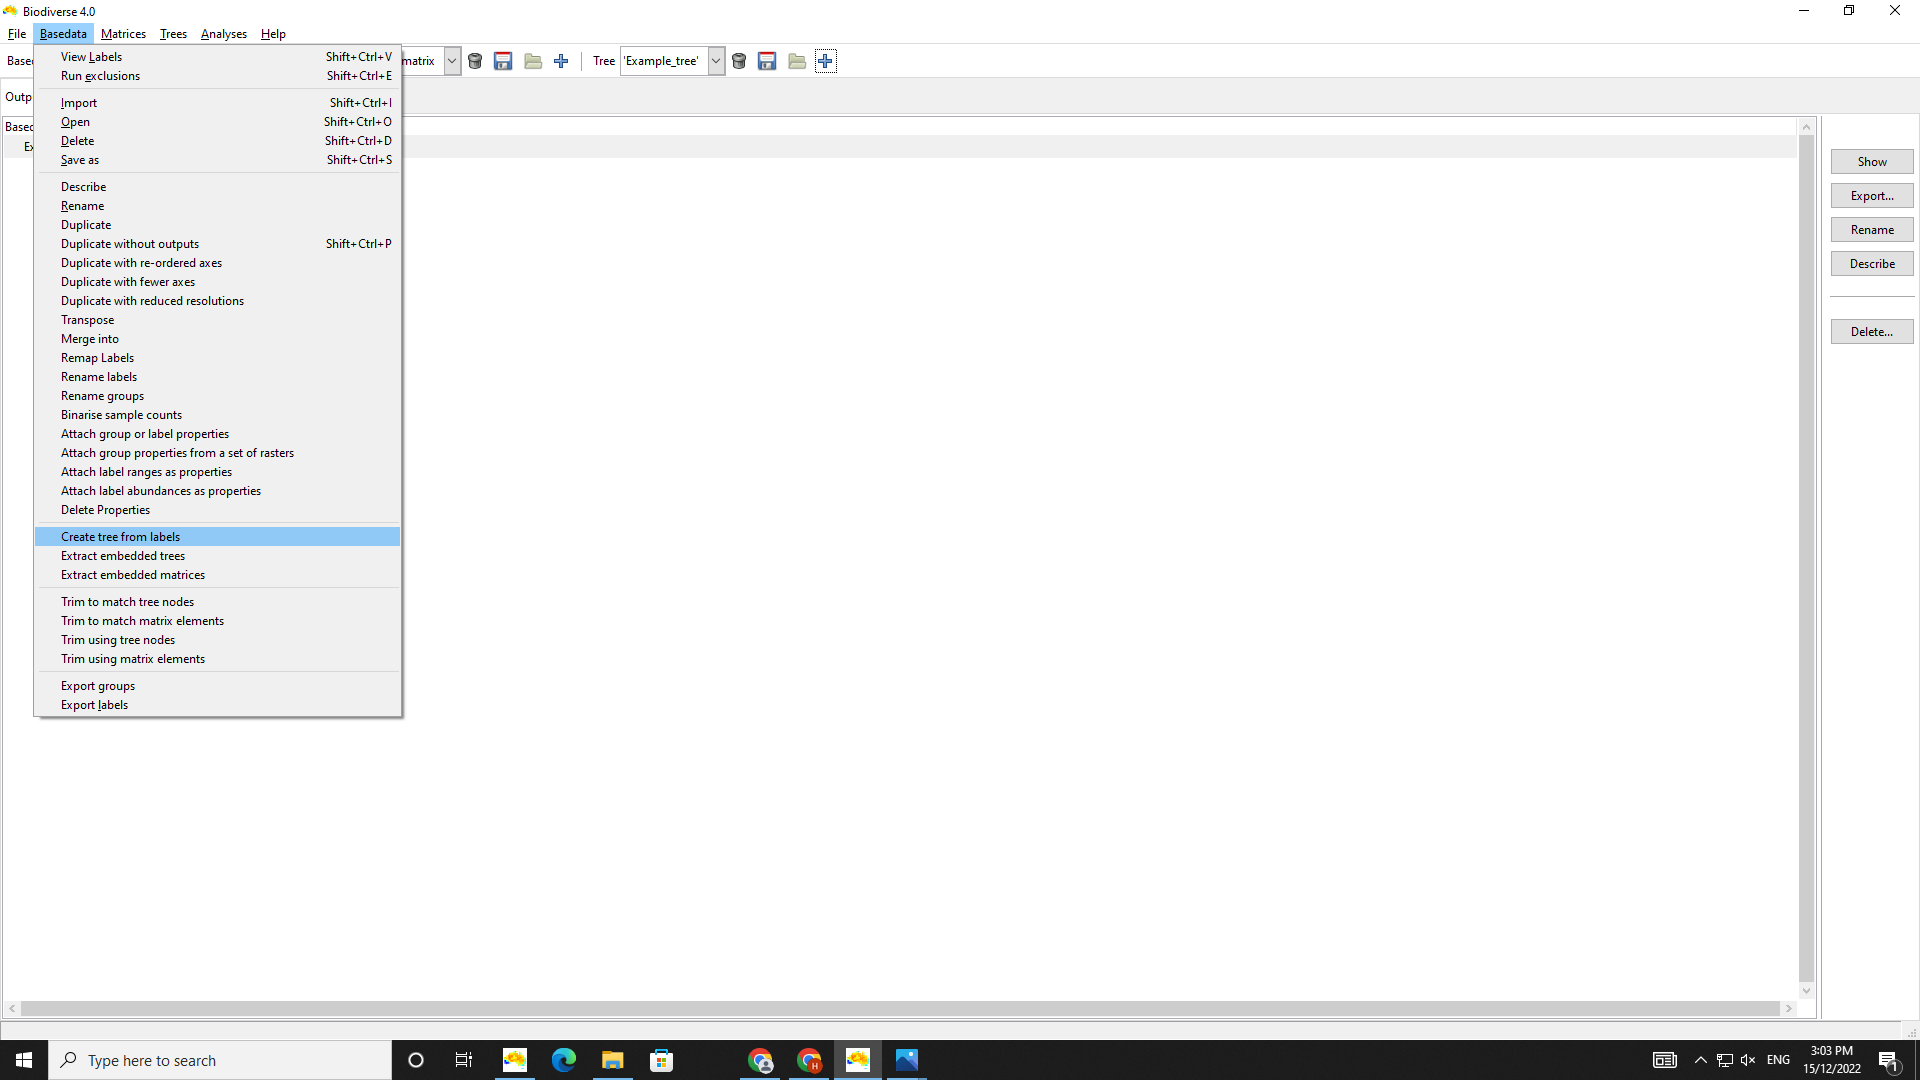 Biodiverse 4.0
File Basedata Matrices Trees Analyses Help
Base matrix Tree 'Example_tree'
Outp
Based
Ex
View Labels Shift+Ctrl+V
Run exclusions Shift+Ctrl+E
Import Shift+Ctrl+I
Open Shift+Ctrl+O
Delete Shift+Ctrl+D
Save as Shift+Ctrl+S
Describe
Rename
Duplicate
Duplicate without outputs Shift+Ctrl+P
Duplicate with re-ordered axes
Duplicate with fewer axes
Duplicate with reduced resolutions
Transpose
Merge into
Remap Labels
Rename labels
Rename groups
Binarise sample counts
Attach group or label properties
Attach group properties from a set of rasters
Attach label ranges as properties
Attach label abundances as properties
Delete Properties
Create tree from labels
Extract embedded trees
Extract embedded matrices
Trim to match tree nodes
Trim to match matrix elements
Trim using tree nodes
Trim using matrix elements
Export groups
Export labels
Show
Export...
Rename
Describe
Delete...
Type here to search
H
ENG
3:03 PM
15/12/2022
1